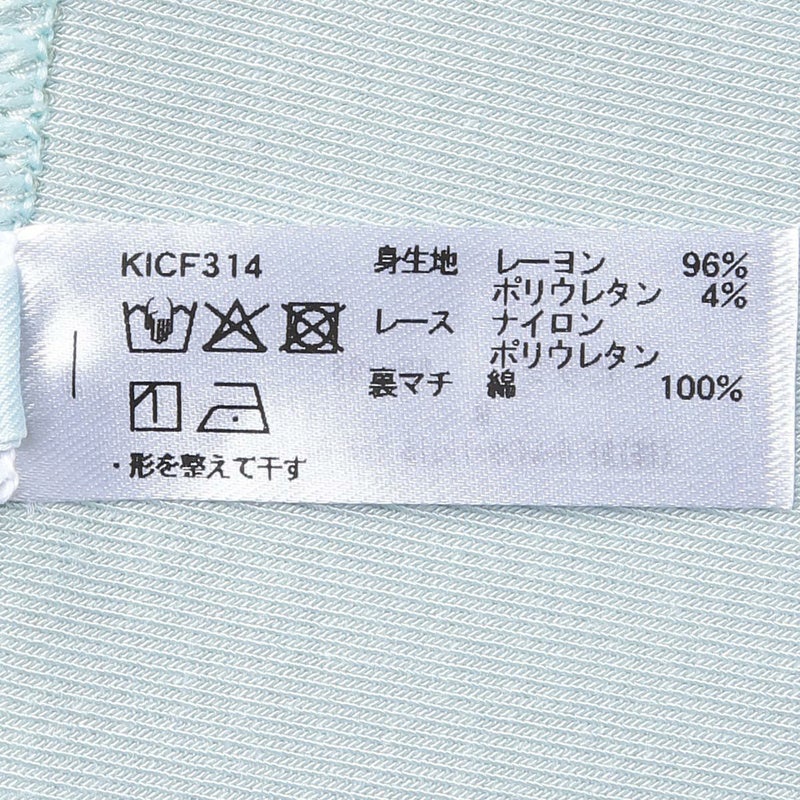 KICF314
・形を整えて干す
身生地 レーヨン 96%
ポリウレタン 4%
レース ナイロン
ポリウレタン
裏マチ 綿 100%